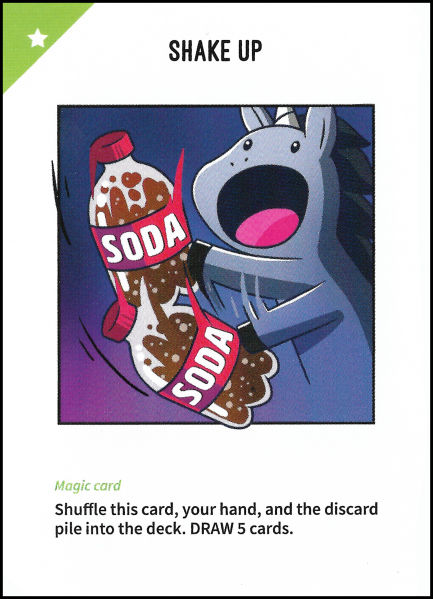 SHAKE UP
SODA
SODA
Magic card
Shuffle this card, your hand, and the discard
pile into the deck. DRAW 5 cards.